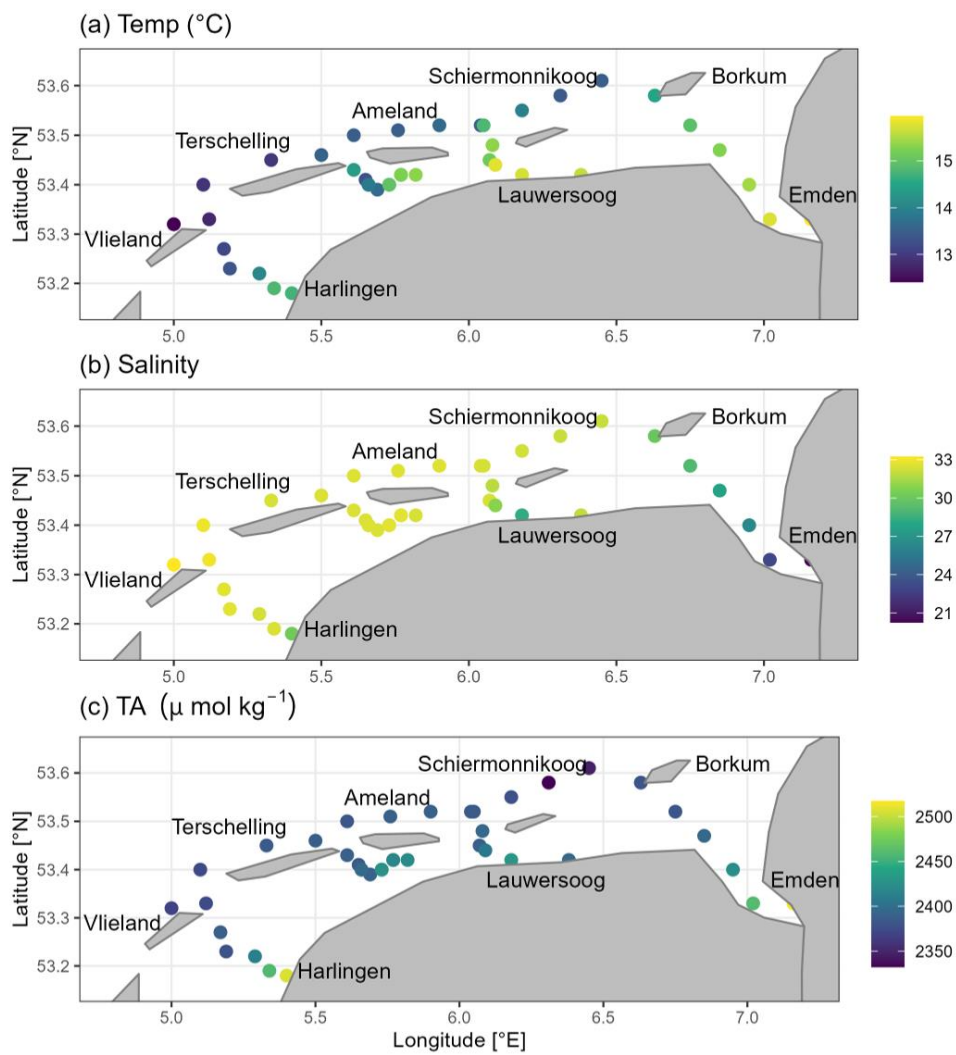 (a) Temp (°C)
53.6
53.5
53.4
53.3
53.2
Latitude [°N]
Schiermonnikoog
Borkum
Ameland
Terschelling
Lauwersoog
Emden
Vlieland
Harlingen
15
14
13
5.0 5.5 6.0 6.5 7.0
(b) Salinity
53.6
53.5
53.4
53.3
53.2
Latitude [°N]
Schiermonnikoog
Borkum
Ameland
Terschelling
Lauwersoog
Emden
Vlieland
Harlingen
33
30
27
24
21
5.0 5.5 6.0 6.5 7.0
(c) TA (μ mol kg⁻¹)
53.6
53.5
53.4
53.3
53.2
Latitude [°N]
Schiermonnikoog
Borkum
Ameland
Terschelling
Lauwersoog
Emden
Vlieland
Harlingen
2500
2450
2400
2350
5.0 5.5 6.0 6.5 7.0
Longitude [°E]